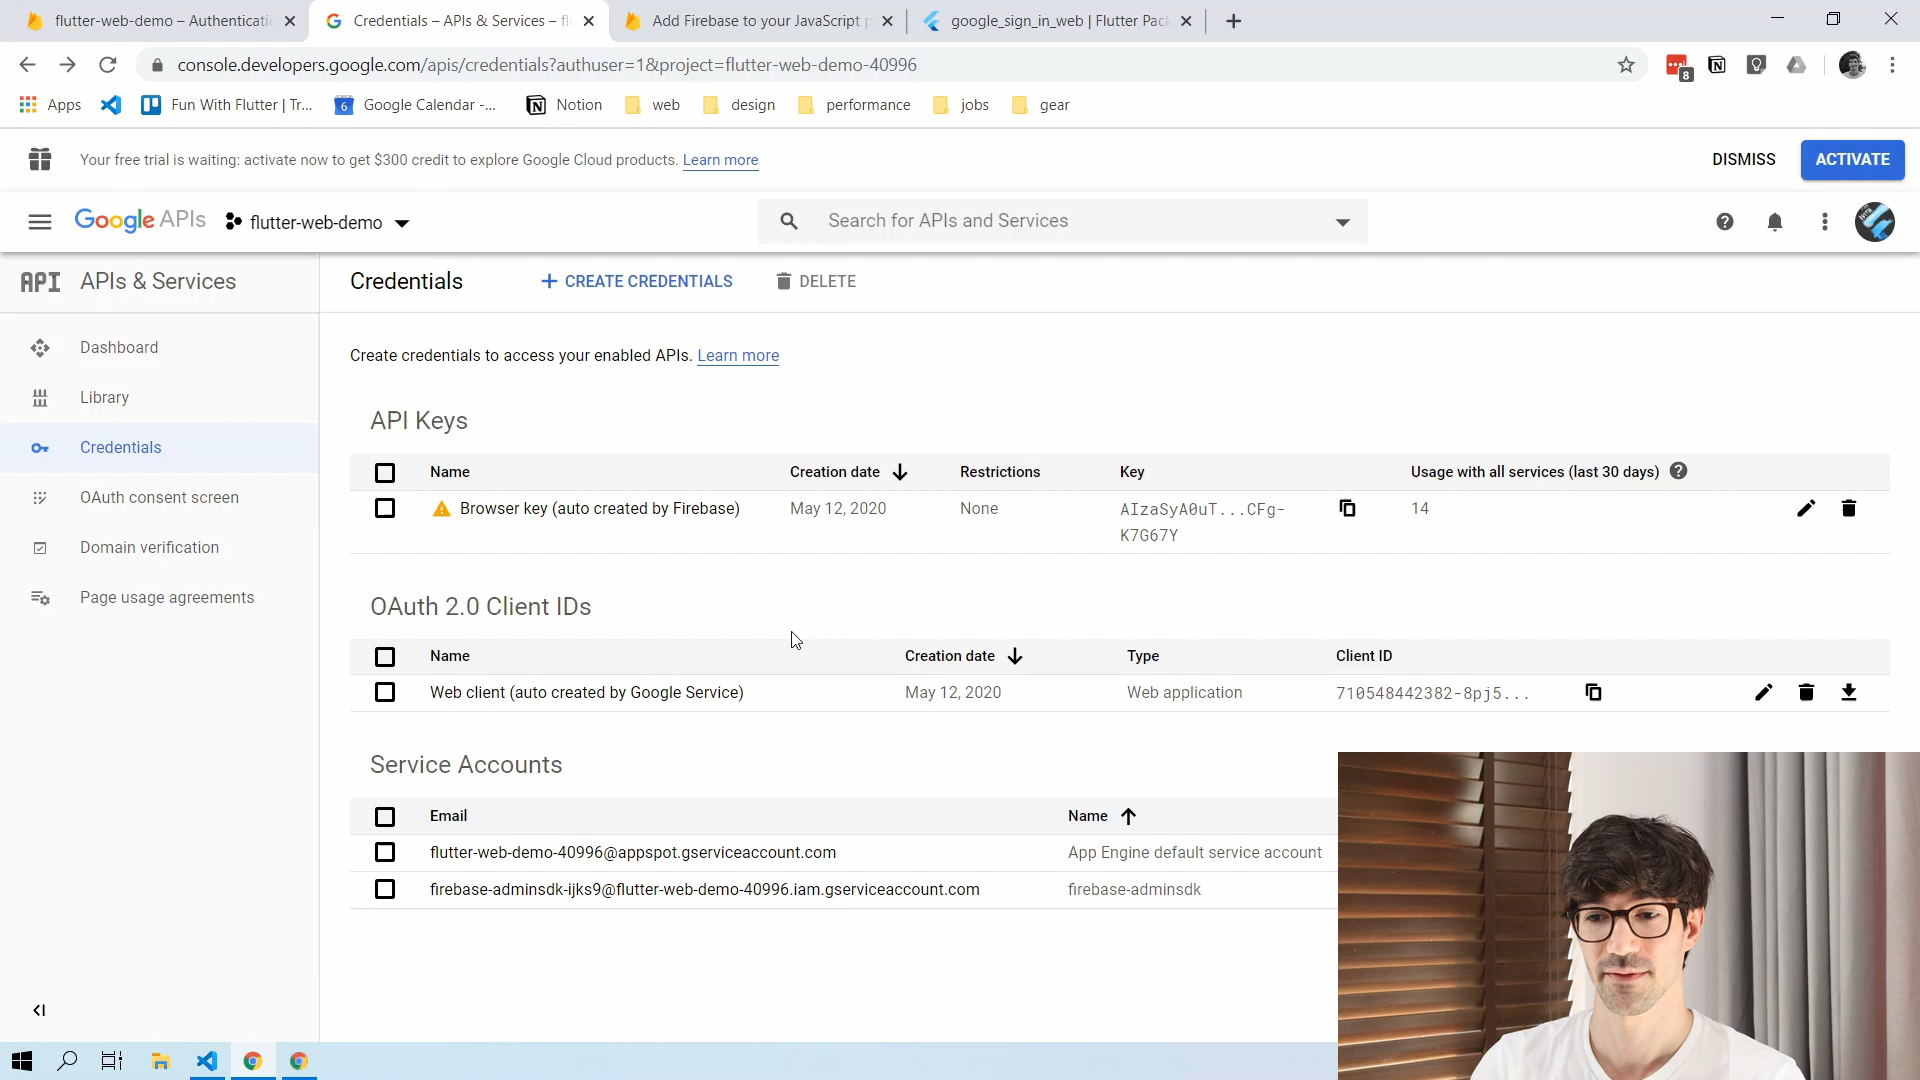 flutter-web-demo – Authenticati
Credentials – APIs & Services – fl
Add Firebase to your JavaScript p
google_sign_in_web | Flutter Pac
console.developers.google.com/apis/credentials?authuser=1&project=flutter-web-demo-40996
8
Apps
Fun With Flutter | Tr...
6
Google Calendar -...
Notion
web
design
performance
jobs
gear
Your free trial is waiting: activate now to get $300 credit to explore Google Cloud products. Learn more
DISMISS
ACTIVATE
Google APIs
flutter-web-demo
Search for APIs and Services
API APIs & Services
Credentials
CREATE CREDENTIALS
DELETE
Dashboard
Library
Credentials
OAuth consent screen
Domain verification
Page usage agreements
Create credentials to access your enabled APIs. Learn more
API Keys
Name Creation date Restrictions Key Usage with all services (last 30 days)
Browser key (auto created by Firebase) May 12, 2020 None AIzaSyA0uT...CFg-
K7G67Y
14
OAuth 2.0 Client IDs
Name Creation date Type Client ID
Web client (auto created by Google Service) May 12, 2020 Web application 710548442382-8pj5...
Service Accounts
Email Name
flutter-web-demo-40996@appspot.gserviceaccount.com App Engine default service account
firebase-adminsdk-ijks9@flutter-web-demo-40996.iam.gserviceaccount.com firebase-adminsdk